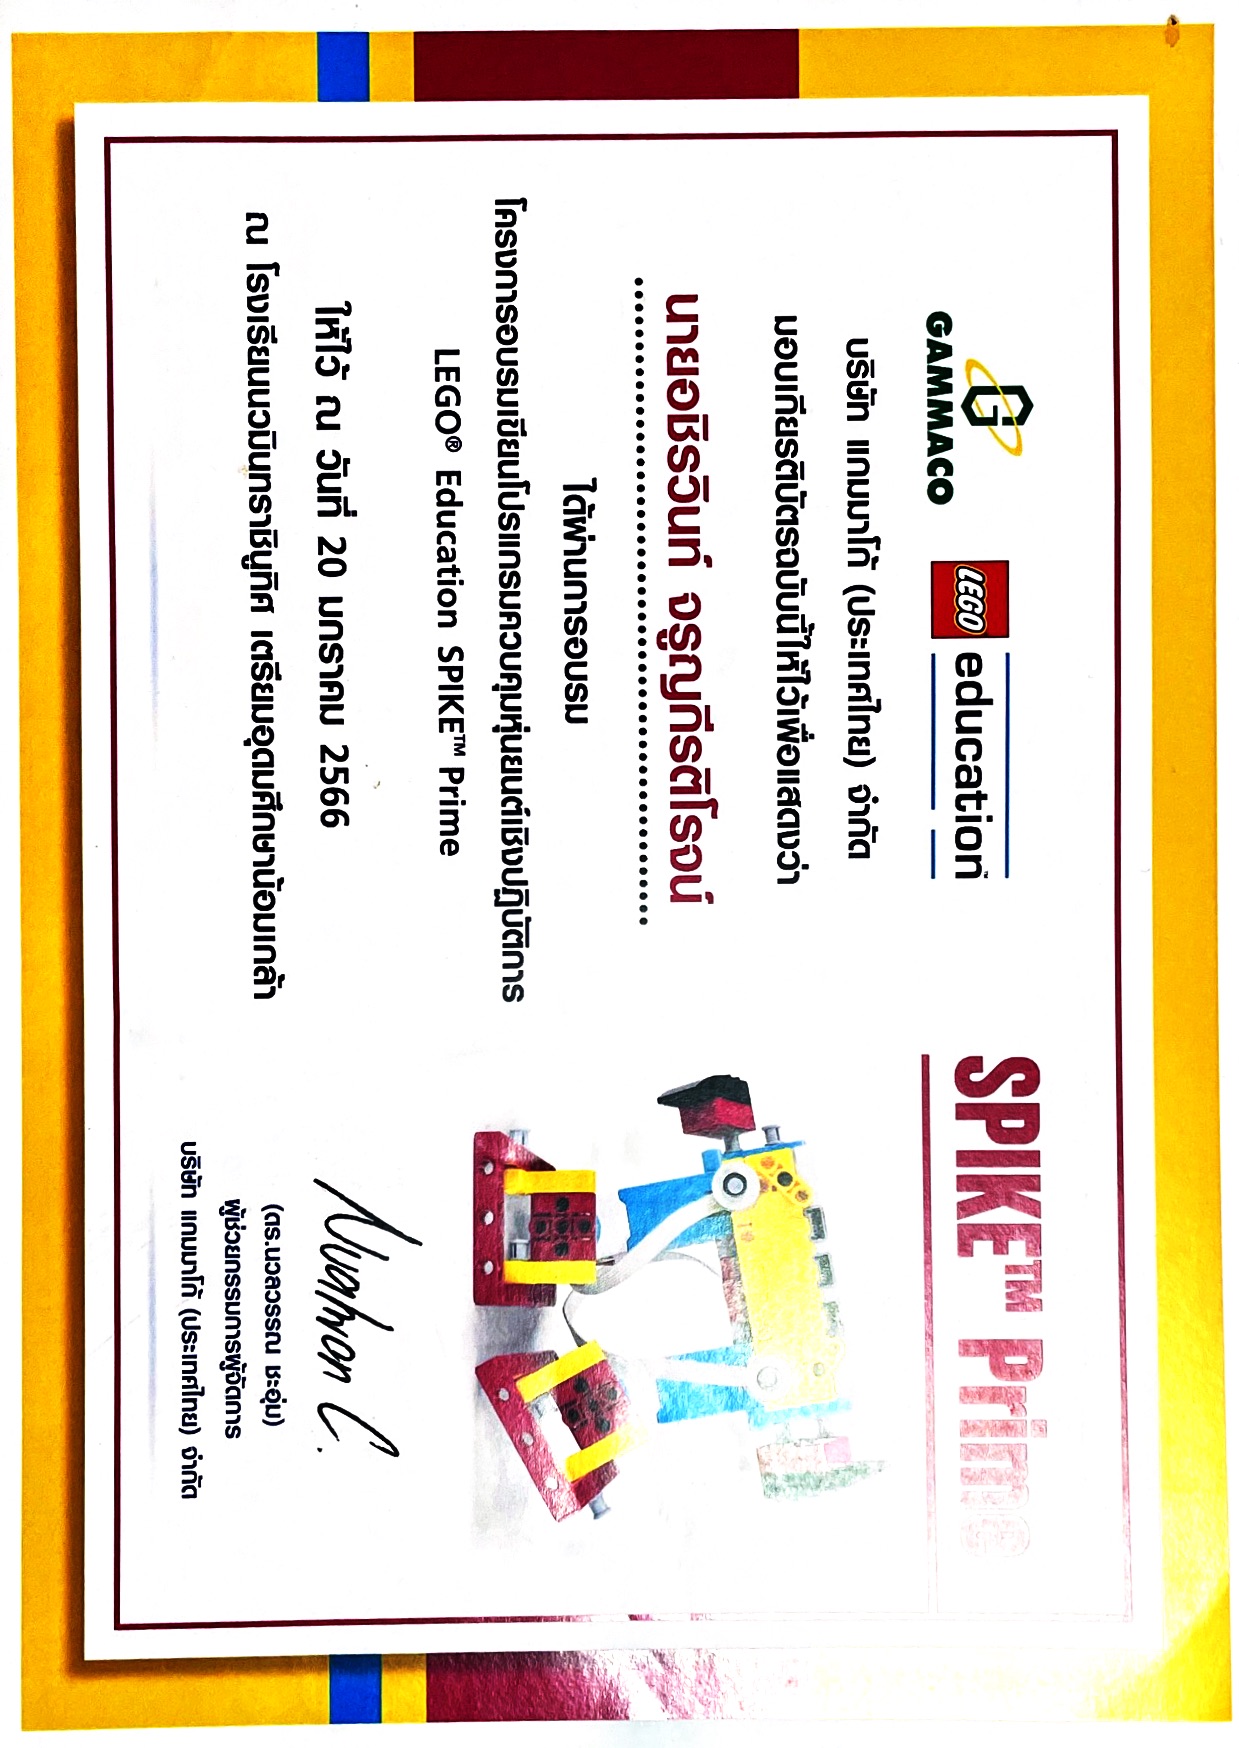 GAMMACO
LEGO education™
SPIKE™ Prime
บริษัท แกมมาโก้ (ประเทศไทย) จำกัด
มอบเกียรติบัตรฉบับนี้ให้ไว้เพื่อแสดงว่า
นายอชิรวินท์ จรูญกีรติโรจน์
ได้ผ่านการอบรม
โครงการอบรมเขียนโปรแกรมควบคุมหุ่นยนต์เชิงปฏิบัติการ
LEGO® Education SPIKE™ Prime
ให้ไว้ ณ วันที่ 20 มกราคม 2566
ณ โรงเรียนนวมินทราชินูทิศ เตรียมอุดมศึกษาน้อมเกล้า
Nualwan C.
(ดร.นวลวรรณ ชะอุ่ม)
ผู้ช่วยกรรมการผู้จัดการ
บริษัท แกมมาโก้ (ประเทศไทย) จำกัด